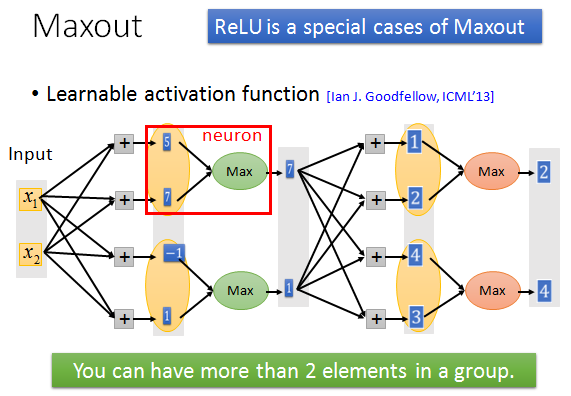 Maxout
ReLU is a special cases of Maxout
• Learnable activation function [Ian J. Goodfellow, ICML’13]
neuron
Input
+ 5
Max 7
+ 7
x₁
x₂
+ −1
Max 1
+ 1
+ 1
Max 2
+ 2
+ 4
Max 4
+ 3
You can have more than 2 elements in a group.